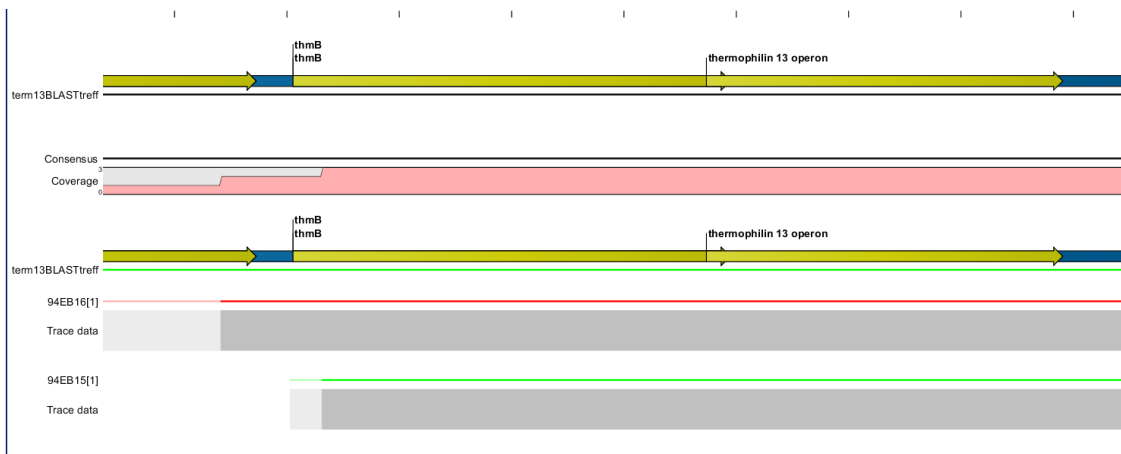 thmB
thmB
thermophilin 13 operon
term13BLASTtreff
Consensus
3
Coverage
0
thmB
thmB
thermophilin 13 operon
term13BLASTtreff
94EB16[1]
Trace data
94EB15[1]
Trace data